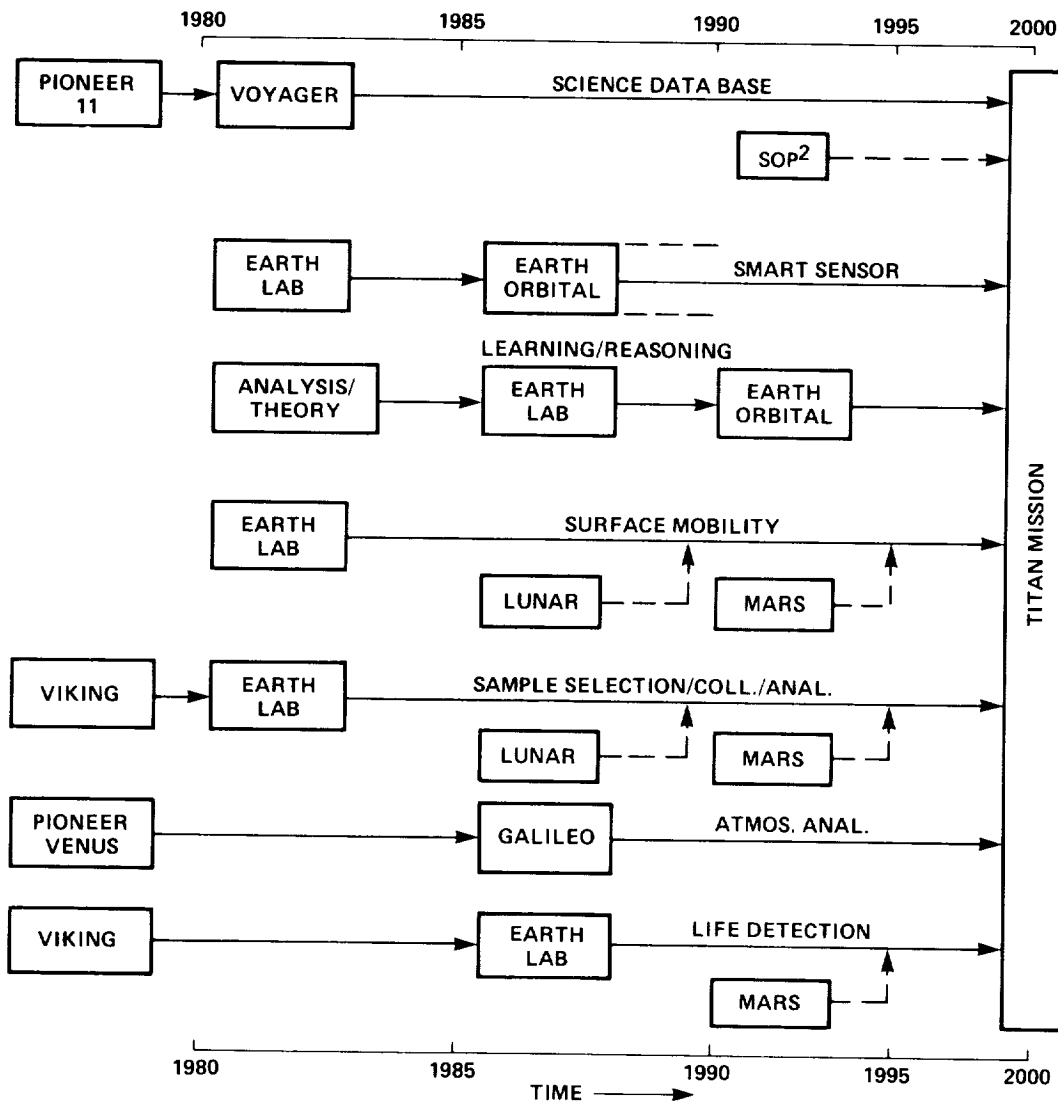 1980 1985 1990 1995 2000
PIONEER
11
VOYAGER
SCIENCE DATA BASE
SOP²
EARTH
LAB
EARTH
ORBITAL
SMART SENSOR
LEARNING/REASONING
ANALYSIS/
THEORY
EARTH
LAB
EARTH
ORBITAL
EARTH
LAB
SURFACE MOBILITY
LUNAR
MARS
VIKING
EARTH
LAB
SAMPLE SELECTION/COLL./ANAL.
LUNAR
MARS
PIONEER
VENUS
GALILEO
ATMOS. ANAL.
VIKING
EARTH
LAB
LIFE DETECTION
MARS
TITAN MISSION
1980 1985 1990 1995 2000
TIME